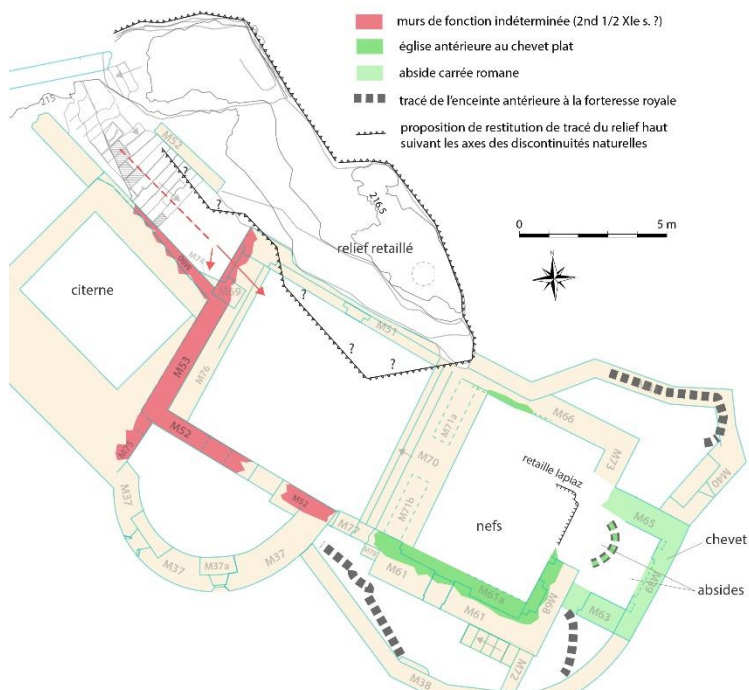 murs de fonction indéterminée (2nd 1/2 XIe s. ?)
église antérieure au chevet plat
abside carrée romane
tracé de l'enceinte antérieure à la forteresse royale
proposition de restitution de tracé du relief haut
suivant les axes des discontinuités naturelles
215
M52
?
216,5
0
5 m
relief retaillé
M74
M80
M69
citerne
?
M51
?
?
M53
M76
M71a
M66
M52
M70
retaille lapiaz
M73
M40
M75
M71b
M65
M37
M52
nefs
chevet
M77
M78
M39
absides
M37a
M37
M37
M61
M61a
M68
M63
M61
M72
M38